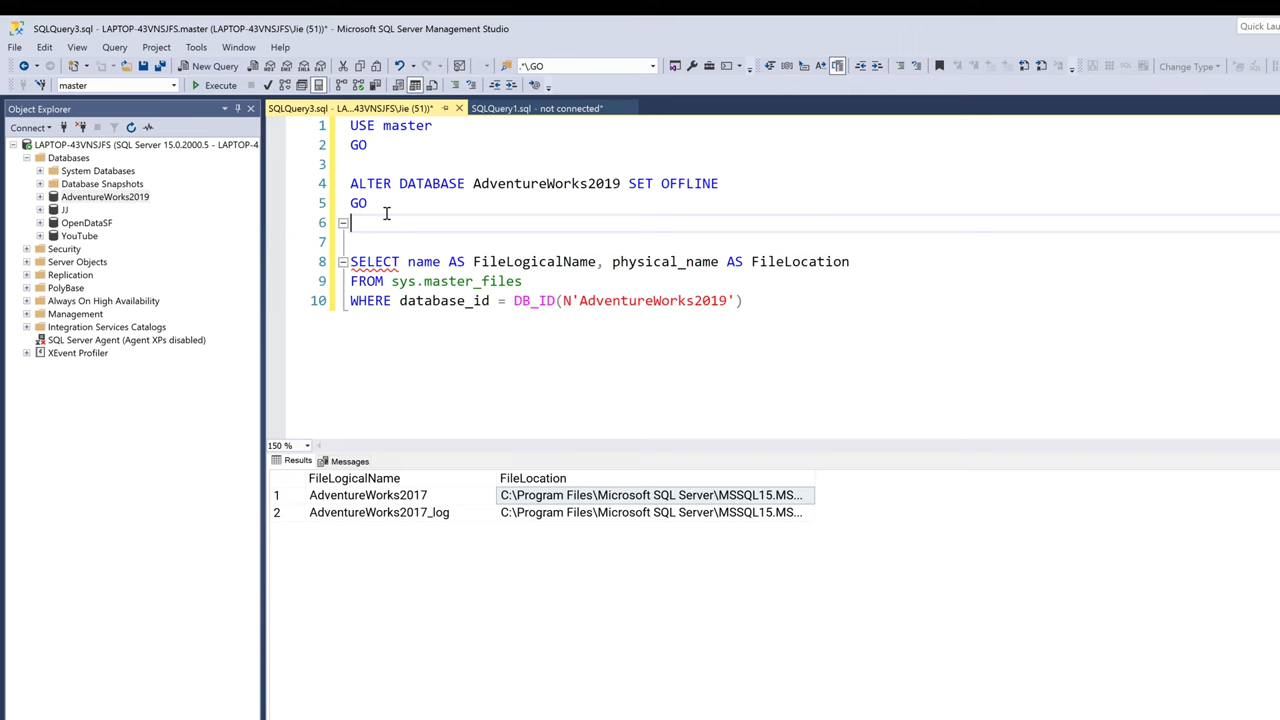 SQLQuery3.sql - LAPTOP-43VNSJFS.master (LAPTOP-43VNSJFS\Jie (51))* - Microsoft SQL Server Management Studio
Quick Lau
File Edit View Query Project Tools Window Help
New Query
.*\.GO
Change Type
master
Execute
Object Explorer
SQLQuery3.sql - LA...43VNSJFS\Jie (51))*
SQLQuery1.sql - not connected*
Connect
LAPTOP-43VNSJFS (SQL Server 15.0.2000.5 - LAPTOP-4
Databases
System Databases
Database Snapshots
AdventureWorks2019
JJ
OpenDataSF
YouTube
Security
Server Objects
Replication
PolyBase
Always On High Availability
Management
Integration Services Catalogs
SQL Server Agent (Agent XPs disabled)
XEvent Profiler
1 USE master
2 GO
3
4 ALTER DATABASE AdventureWorks2019 SET OFFLINE
5 GO
6
7
8 SELECT name AS FileLogicalName, physical_name AS FileLocation
9 FROM sys.master_files
10 WHERE database_id = DB_ID(N'AdventureWorks2019')
150 %
Results Messages
FileLogicalName FileLocation
1 AdventureWorks2017 C:\Program Files\Microsoft SQL Server\MSSQL15.MS...
2 AdventureWorks2017_log C:\Program Files\Microsoft SQL Server\MSSQL15.MS...